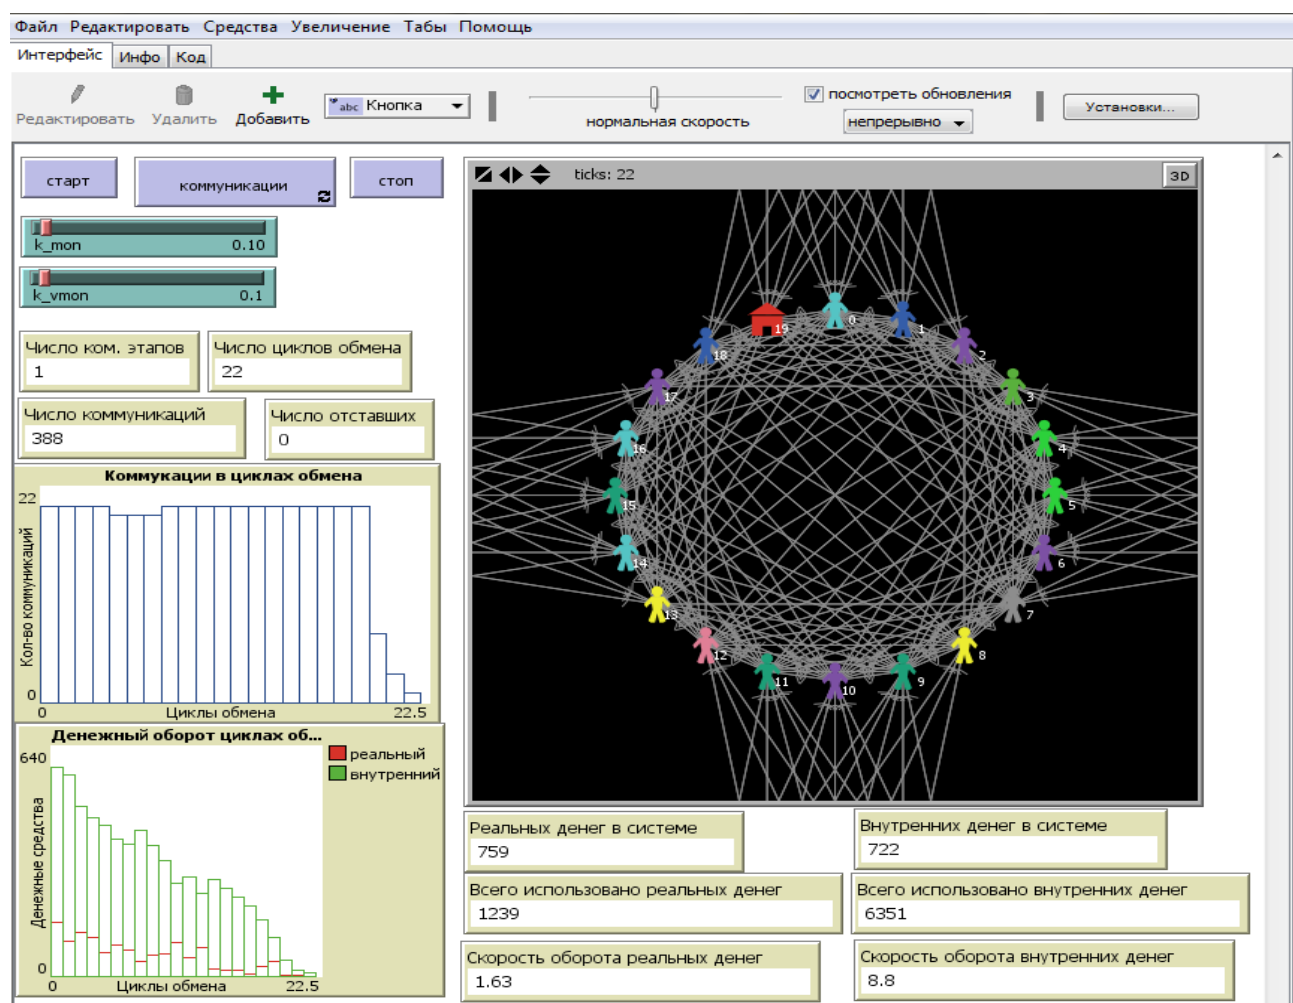 Файл Редактировать Средства Увеличение Табы Помощь
Интерфейс Инфо Код
Редактировать Удалить Добавить abc Кнопка
нормальная скорость
посмотреть обновления
непрерывно
Установки...
старт коммуникации стоп
k_mon 0.10
k_vmon 0.1
Число ком. этапов
1
Число циклов обмена
22
Число коммуникаций
388
Число отставших
0
Коммукации в циклах обмена
22
Кол-во коммуникаций
0
0 Циклы обмена 22.5
Денежный оборот циклах об...
640
Денежные средства
0
0 Циклы обмена 22.5
реальный
внутренний
ticks: 22
3D
0
1
2
3
4
5
6
7
8
9
10
11
12
13
14
15
16
17
18
19
Реальных денег в системе
759
Внутренних денег в системе
722
Всего использовано реальных денег
1239
Всего использовано внутренних денег
6351
Скорость оборота реальных денег
1.63
Скорость оборота внутренних денег
8.8